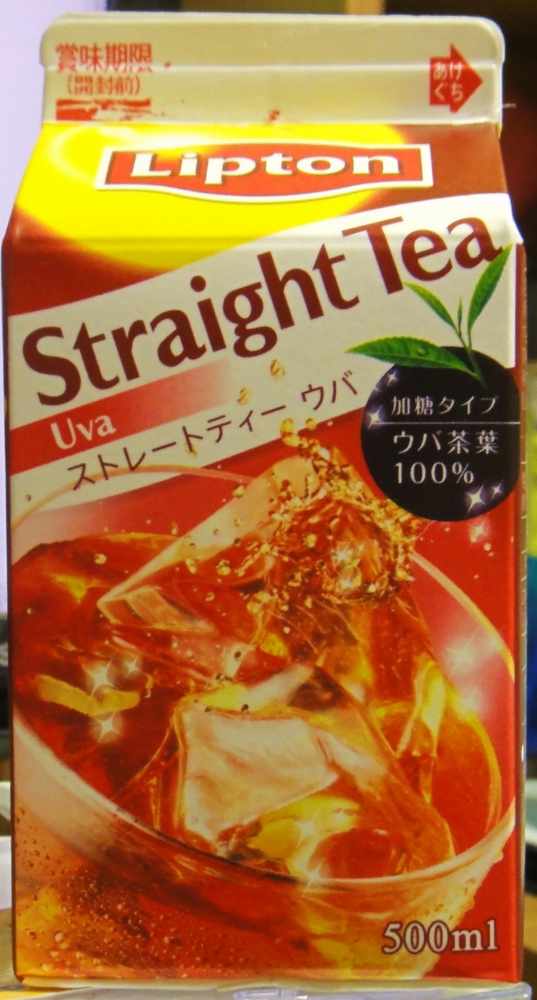 賞味期限
(開封前)
あけ
ぐち
Lipton
Straight Tea
Uva
ストレートティー ウバ
加糖タイプ
ウバ茶葉
100%
500ml